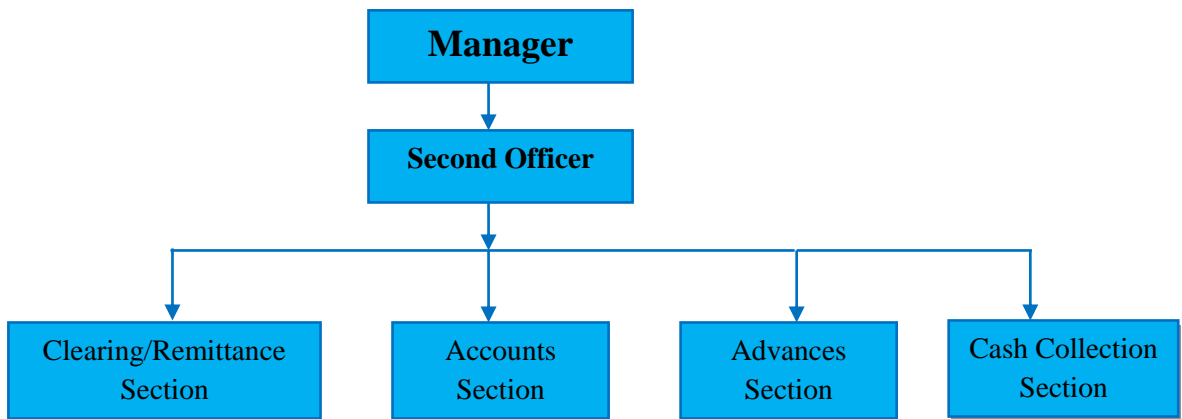 Manager
Second Officer
Clearing/Remittance
Section
Accounts
Section
Advances
Section
Cash Collection
Section